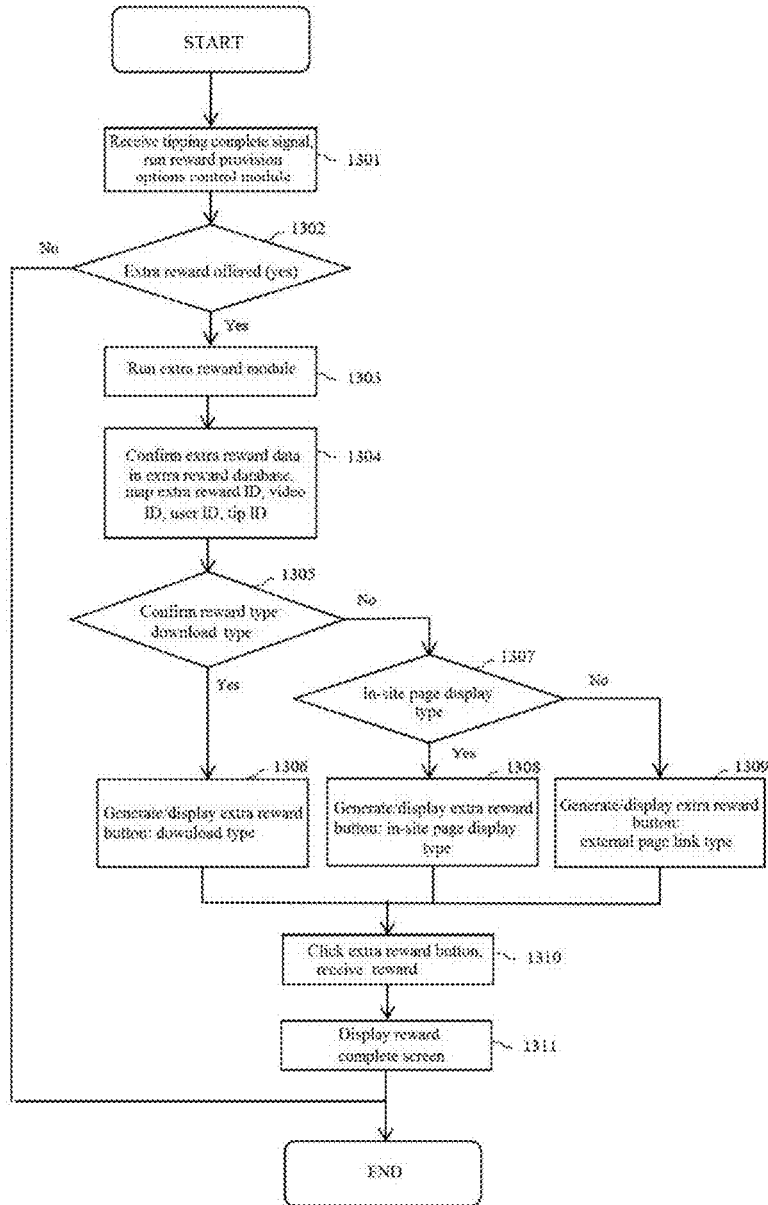 START
Receive tipping complete signal,
run reward provision
options control module
1301
1302
No
Extra reward offered (yes)
Yes
Run extra reward module
1303
Confirm extra reward data
in extra reward database,
map extra reward ID, video
ID, user ID, tip ID
1304
1305
No
Confirm reward type
download type
1307
Yes
In-site page display
type
No
Yes
1306
1308
1309
Generate/display extra reward
button: download type
Generate/display extra reward
button: in-site page display
type
Generate/display extra reward
button:
external page link type
Click extra reward button,
receive reward
1310
Display reward
complete screen
1311
END